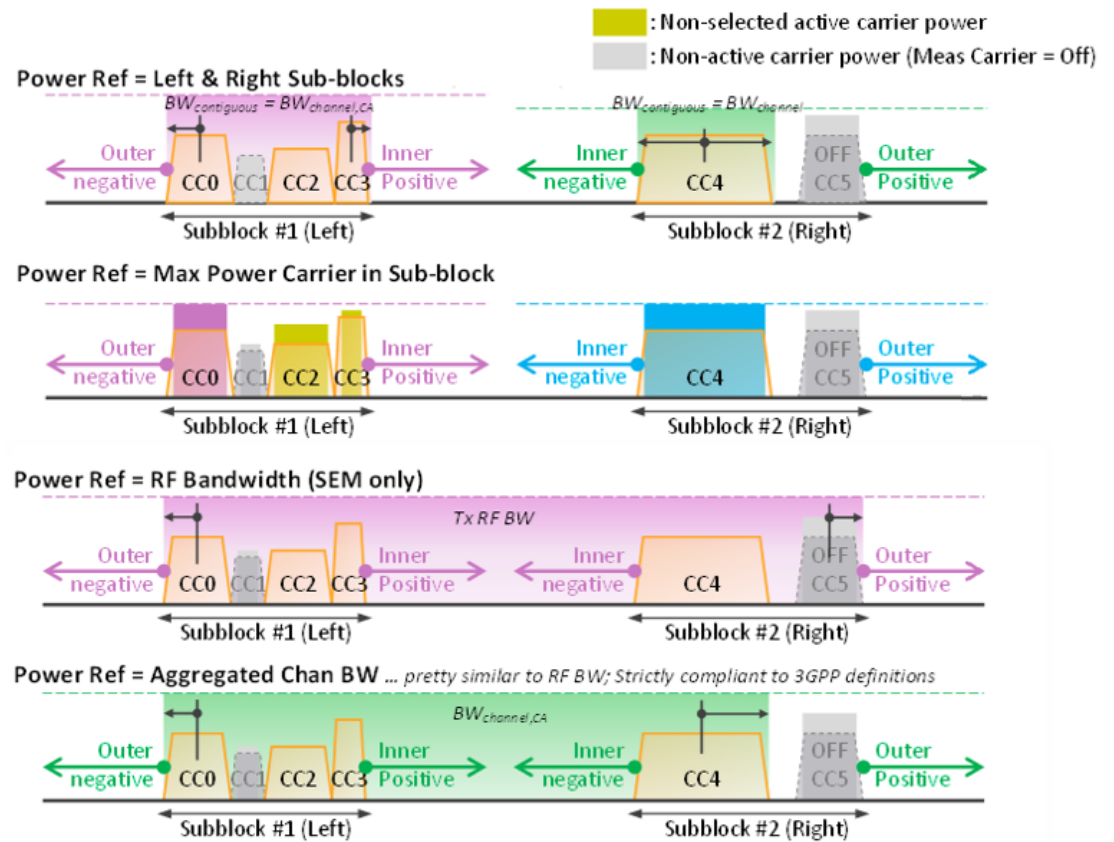 : Non-selected active carrier power
: Non-active carrier power (Meas Carrier = Off)
Power Ref = Left & Right Sub-blocks
BWcontiguous = BWchannel,CA
BWcontiguous = BWchannel
Outer
negative
CC0
CC1
CC2
CC3
Inner
Positive
Inner
negative
CC4
OFF
CC5
Outer
Positive
Subblock #1 (Left)
Subblock #2 (Right)
Power Ref = Max Power Carrier in Sub-block
Outer
negative
CC0
CC1
CC2
CC3
Inner
Positive
Inner
negative
CC4
OFF
CC5
Outer
Positive
Subblock #1 (Left)
Subblock #2 (Right)
Power Ref = RF Bandwidth (SEM only)
Tx RF BW
Outer
negative
CC0
CC1
CC2
CC3
Inner
Positive
Inner
negative
CC4
OFF
CC5
Outer
Positive
Subblock #1 (Left)
Subblock #2 (Right)
Power Ref = Aggregated Chan BW ... pretty similar to RF BW; Strictly compliant to 3GPP definitions
BWchannel,CA
Outer
negative
CC0
CC1
CC2
CC3
Inner
Positive
Inner
negative
CC4
OFF
CC5
Outer
Positive
Subblock #1 (Left)
Subblock #2 (Right)